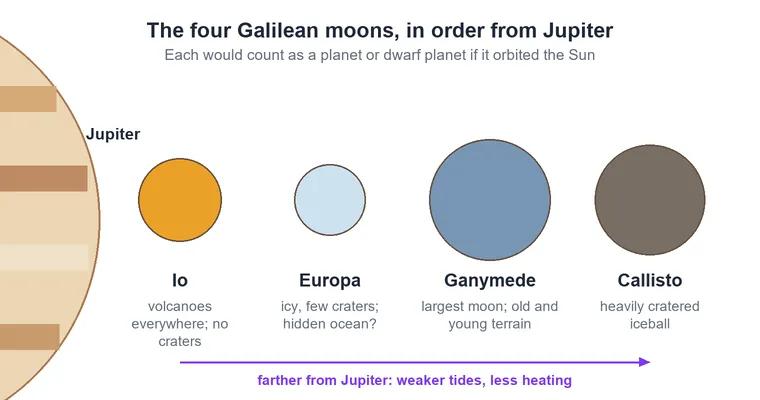 The four Galilean moons, in order from Jupiter
Each would count as a planet or dwarf planet if it orbited the Sun
Jupiter
Io
volcanoes
everywhere; no
craters
Europa
icy, few craters;
hidden ocean?
Ganymede
largest moon; old and
young terrain
Callisto
heavily cratered
iceball
farther from Jupiter: weaker tides, less heating